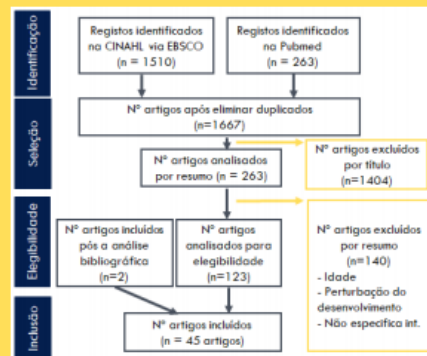 Identificação
Registos identificados
na CINAHL via EBSCO
(n = 1510)
Registos identificados
na Pubmed
(n = 263)
Seleção
Nº artigos após eliminar duplicados
(n=1667)
Nº artigos analisados
por resumo (n = 263)
Nº artigos excluídos
por título
(n=1404)
Elegibilidade
Nº artigos incluídos
pós a análise
bibliográfica
(n=2)
Nº artigos
analisados para
elegibilidade
(n=123)
Nº artigos excluídos
por resumo
(n=140)
- Idade
- Perturbação do
desenvolvimento
- Não especifica int.
Inclusão
Nº artigos incluídos
(n = 45 artigos)